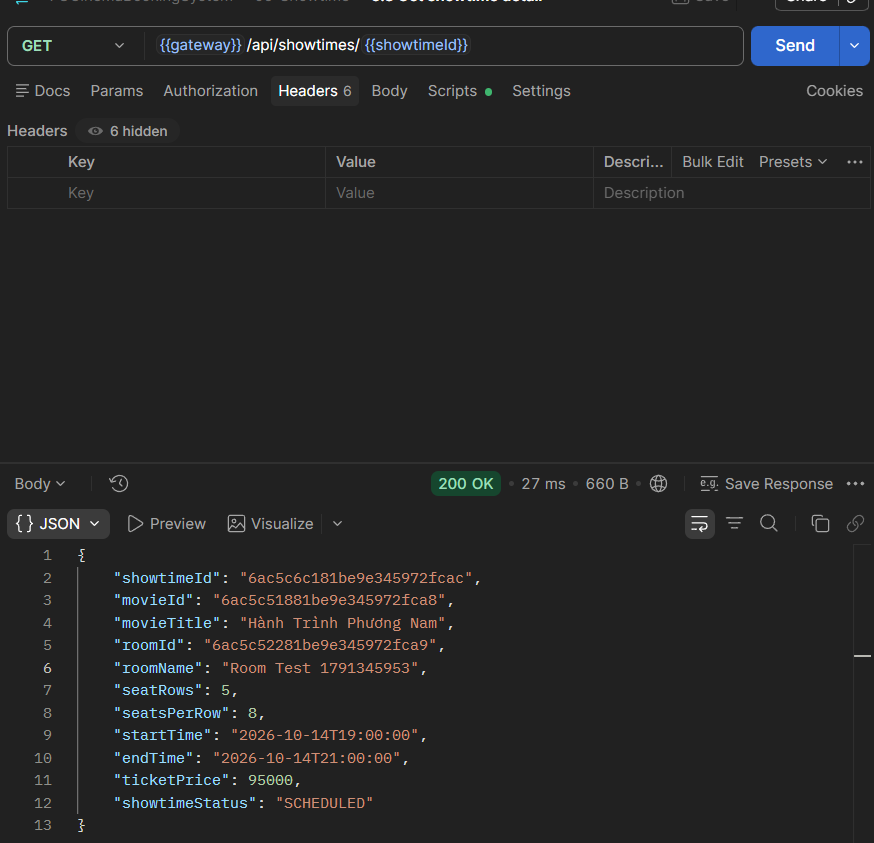 GET {{gateway}} /api/showtimes/ {{showtimeId}} Send
Docs Params Authorization Headers 6 Body Scripts Settings Cookies
Headers 6 hidden
Key Value Descri... Bulk Edit Presets
Key Value Description
Body 200 OK 27 ms 660 B e.g. Save Response
{} JSON Preview Visualize
1 {
2 "showtimeId": "6ac5c6c181be9e345972fcac",
3 "movieId": "6ac5c51881be9e345972fca8",
4 "movieTitle": "Hành Trình Phương Nam",
5 "roomId": "6ac5c52281be9e345972fca9",
6 "roomName": "Room Test 1791345953",
7 "seatRows": 5,
8 "seatsPerRow": 8,
9 "startTime": "2026-10-14T19:00:00",
10 "endTime": "2026-10-14T21:00:00",
11 "ticketPrice": 95000,
12 "showtimeStatus": "SCHEDULED"
13 }